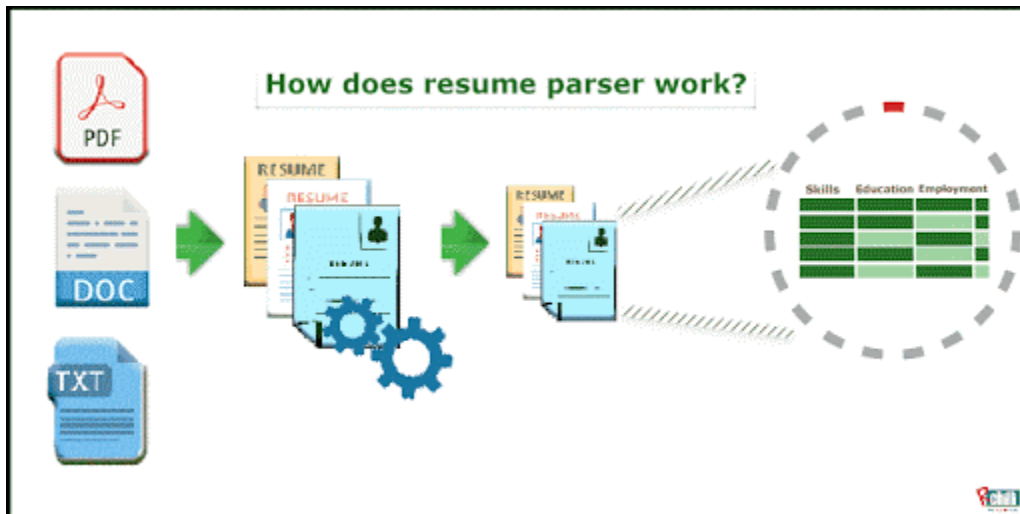 How does resume parser work?
PDF
RESUME
RESUME
RESUME
RESUME
Skills Education Employment
DOC
TXT